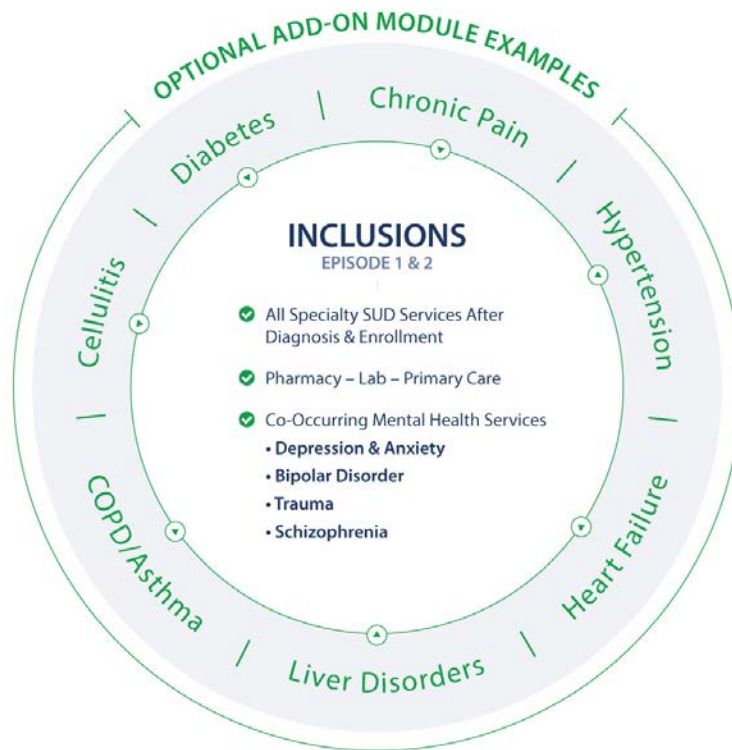 OPTIONAL ADD-ON MODULE EXAMPLES
Chronic Pain
Hypertension
Heart Failure
Liver Disorders
COPD/Asthma
Cellulitis
Diabetes
INCLUSIONS
EPISODE 1 & 2
All Specialty SUD Services After
Diagnosis & Enrollment
Pharmacy – Lab – Primary Care
Co-Occurring Mental Health Services
• Depression & Anxiety
• Bipolar Disorder
• Trauma
• Schizophrenia